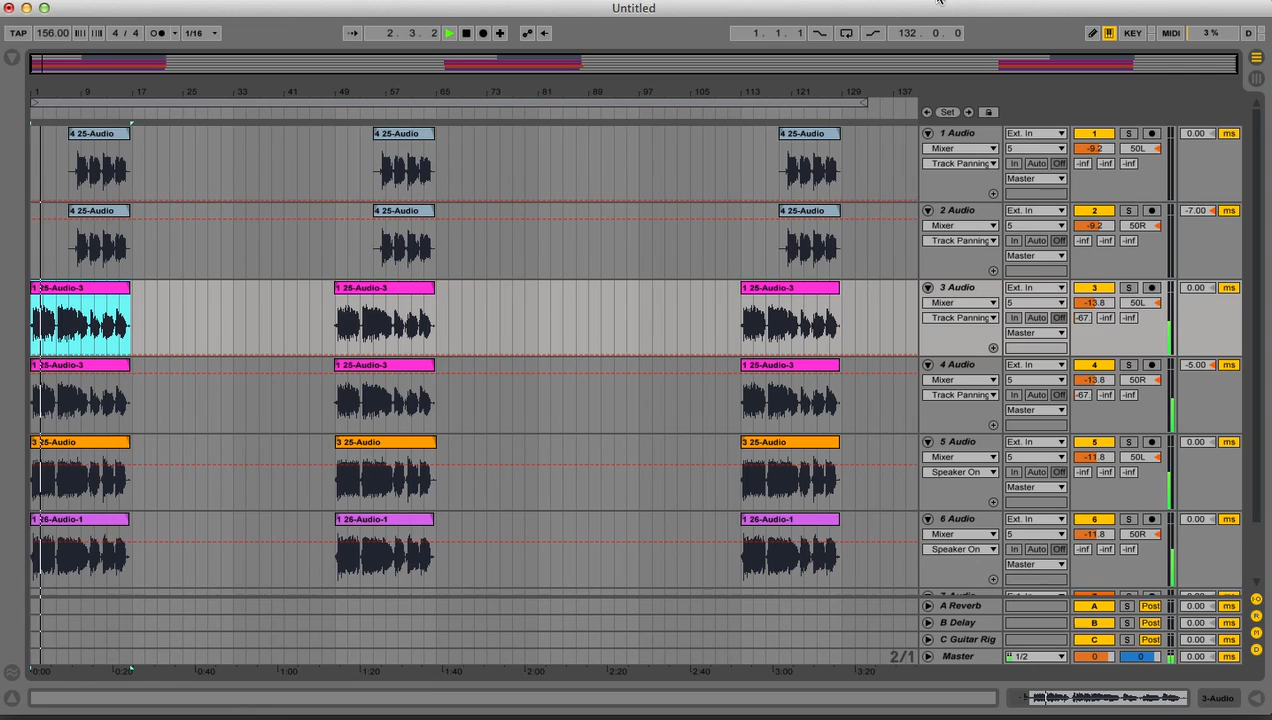 Untitled
TAP 156.00 4 / 4 1/16 2. 3. 2 1. 1. 1 132. 0. 0 KEY MIDI 3 % D
1 9 17 25 33 41 49 57 65 73 81 89 97 105 113 121 129 137
Set
4 25-Audio 4 25-Audio 4 25-Audio 1 Audio Ext. In 1 S 0.00 ms
Mixer 5 -9.2 50L
Track Panning In Auto Off -inf -inf
Master
4 25-Audio 4 25-Audio 4 25-Audio 2 Audio Ext. In 2 S -7.00 ms
Mixer 5 -9.2 50R
Track Panning In Auto Off -inf -inf
Master
1 25-Audio-3 1 25-Audio-3 1 25-Audio-3 3 Audio Ext. In 3 S 0.00 ms
Mixer 5 -13.8 50L
Track Panning In Auto Off -67. -inf -inf
Master
1 25-Audio-3 1 25-Audio-3 1 25-Audio-3 4 Audio Ext. In 4 S -5.00 ms
Mixer 5 -13.8 50R
Track Panning In Auto Off -67. -inf -inf
Master
3 25-Audio 3 25-Audio 3 25-Audio 5 Audio Ext. In 5 S 0.00 ms
Mixer 5 -11.8 50L
Speaker On In Auto Off -inf -inf -inf
Master
1 26-Audio-1 1 26-Audio-1 1 26-Audio-1 6 Audio Ext. In 6 S 0.00 ms
Mixer 5 -11.8 50R
Speaker On In Auto Off -inf -inf -inf
Master
A Reverb A S Post 0.00 ms
B Delay B S Post 0.00 ms
C Guitar Rig C S Post 0.00 ms
2/1 Master 1/2 0 0 0.00 ms
0:00 0:20 0:40 1:00 1:20 1:40 2:00 2:20 2:40 3:00 3:20
3-Audio